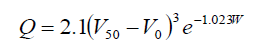 Q = 2.1(V₅₀ − V₀)³ e^{-1.023W}